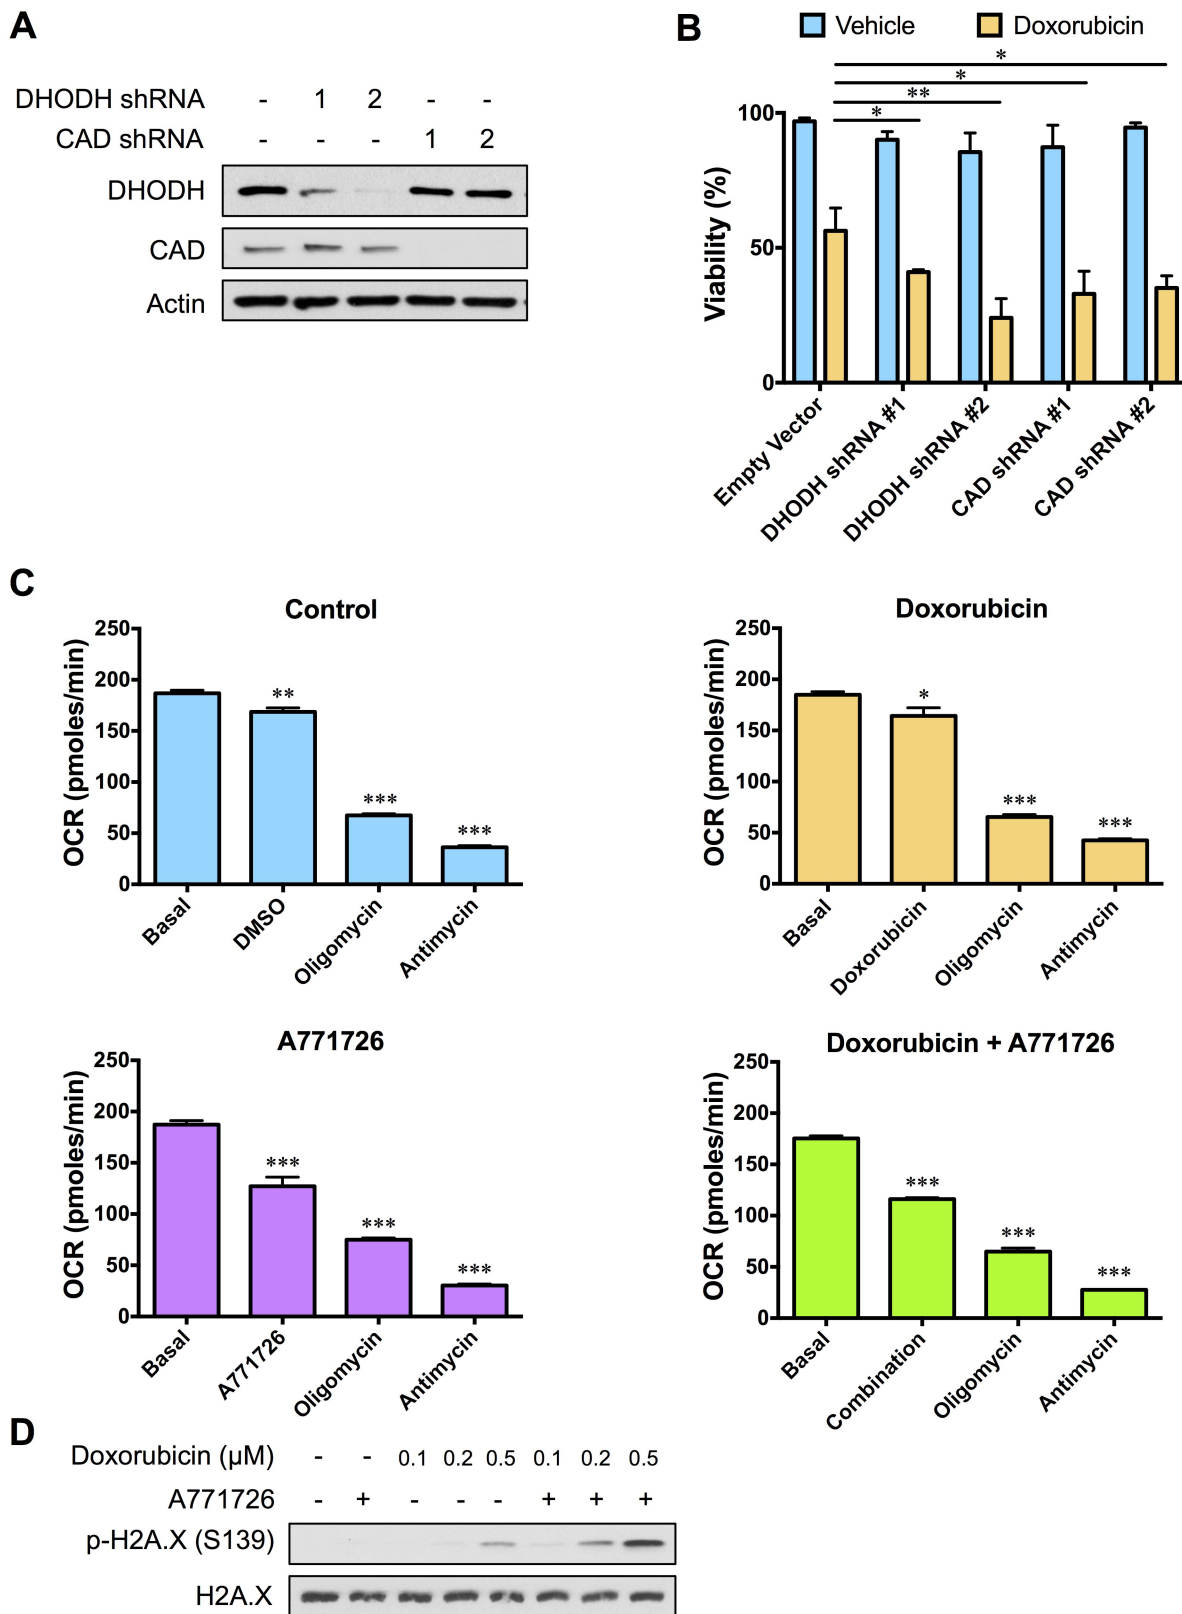 A
DHODH shRNA - 1 2 - -
CAD shRNA - - - 1 2
DHODH
CAD
Actin
B
Vehicle Doxorubicin
*
*
**
*
Viability (%)
100
50
0
Empty Vector
DHODH shRNA #1
DHODH shRNA #2
CAD shRNA #1
CAD shRNA #2
C
Control
OCR (pmoles/min)
250
200
150
100
50
0
**
***
***
Basal
DMSO
Oligomycin
Antimycin
Doxorubicin
OCR (pmoles/min)
250
200
150
100
50
0
*
***
***
Basal
Doxorubicin
Oligomycin
Antimycin
A771726
OCR (pmoles/min)
250
200
150
100
50
0
***
***
***
Basal
A771726
Oligomycin
Antimycin
Doxorubicin + A771726
OCR (pmoles/min)
250
200
150
100
50
0
***
***
***
Basal
Combination
Oligomycin
Antimycin
D
Doxorubicin (µM) - - 0.1 0.2 0.5 0.1 0.2 0.5
A771726 - + - - - + + +
p-H2A.X (S139)
H2A.X